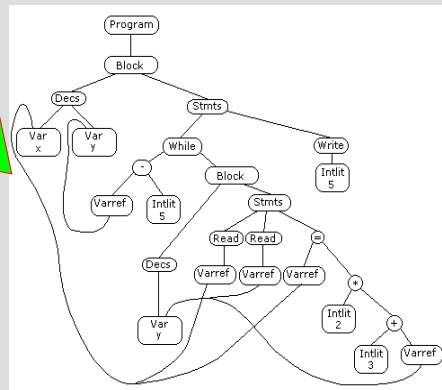 Program
Block
Decs
Stmts
Var
x
Var
y
While
Write
-
Block
Intlit
5
Varref
Intlit
5
Stmts
Read
Read
=
Decs
Varref
Varref
Varref
*
Var
y
Intlit
2
+
Intlit
3
Varref